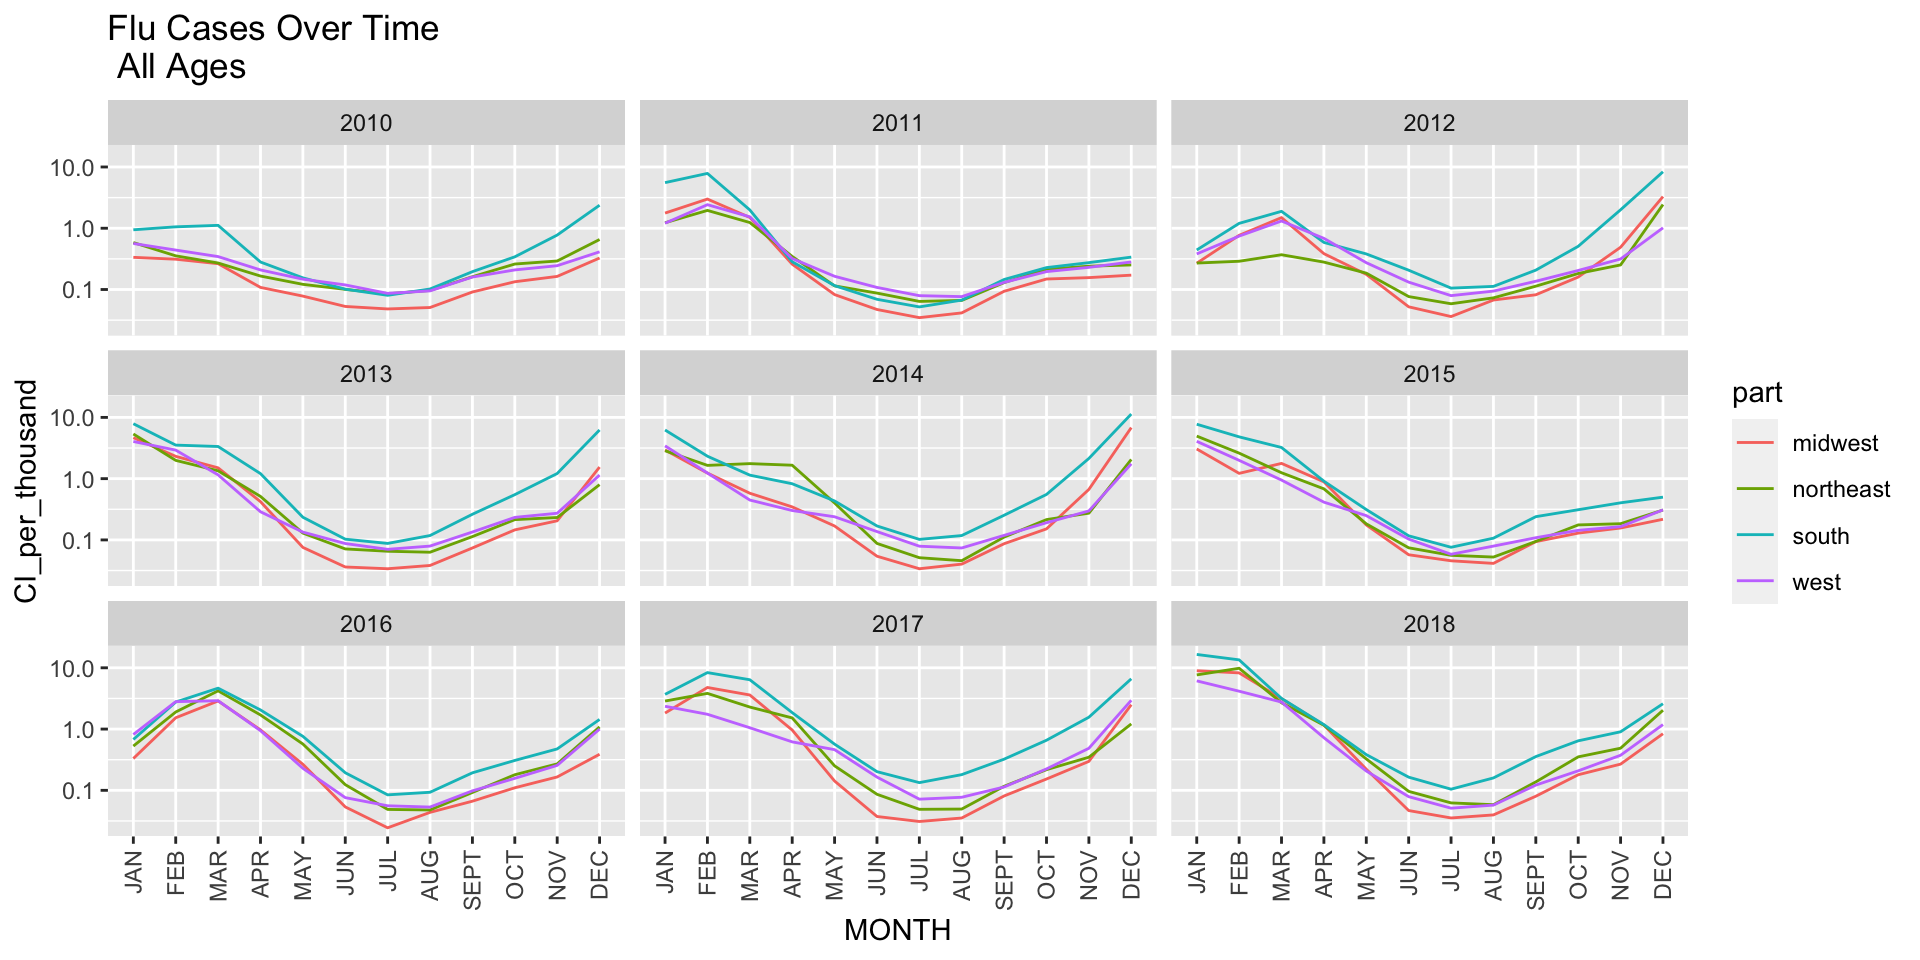 Flu Cases Over Time
All Ages
2010
2011
2012
10.0
1.0
0.1
2013
2014
2015
10.0
1.0
0.1
2016
2017
2018
10.0
1.0
0.1
JAN FEB MAR APR MAY JUN JUL AUG SEPT OCT NOV DEC
JAN FEB MAR APR MAY JUN JUL AUG SEPT OCT NOV DEC
JAN FEB MAR APR MAY JUN JUL AUG SEPT OCT NOV DEC
MONTH
CI_per_thousand
part
midwest
northeast
south
west